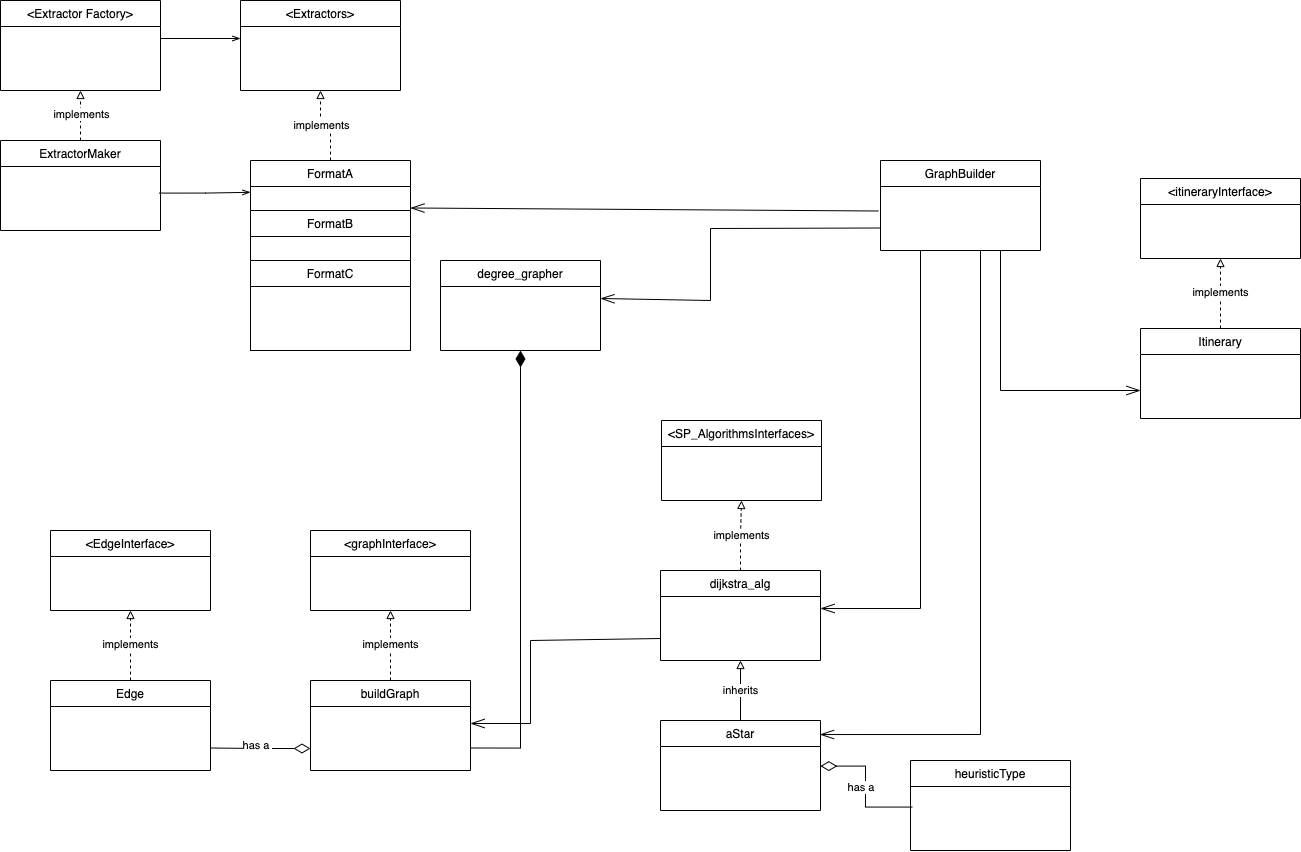 <Extractor Factory>
<Extractors>
implements
implements
ExtractorMaker
FormatA
GraphBuilder
<itineraryInterface>
FormatB
FormatC
degree_grapher
implements
Itinerary
<SP_AlgorithmsInterfaces>
implements
<EdgeInterface>
<graphInterface>
dijkstra_alg
implements
implements
inherits
Edge
buildGraph
has a
aStar
heuristicType
has a